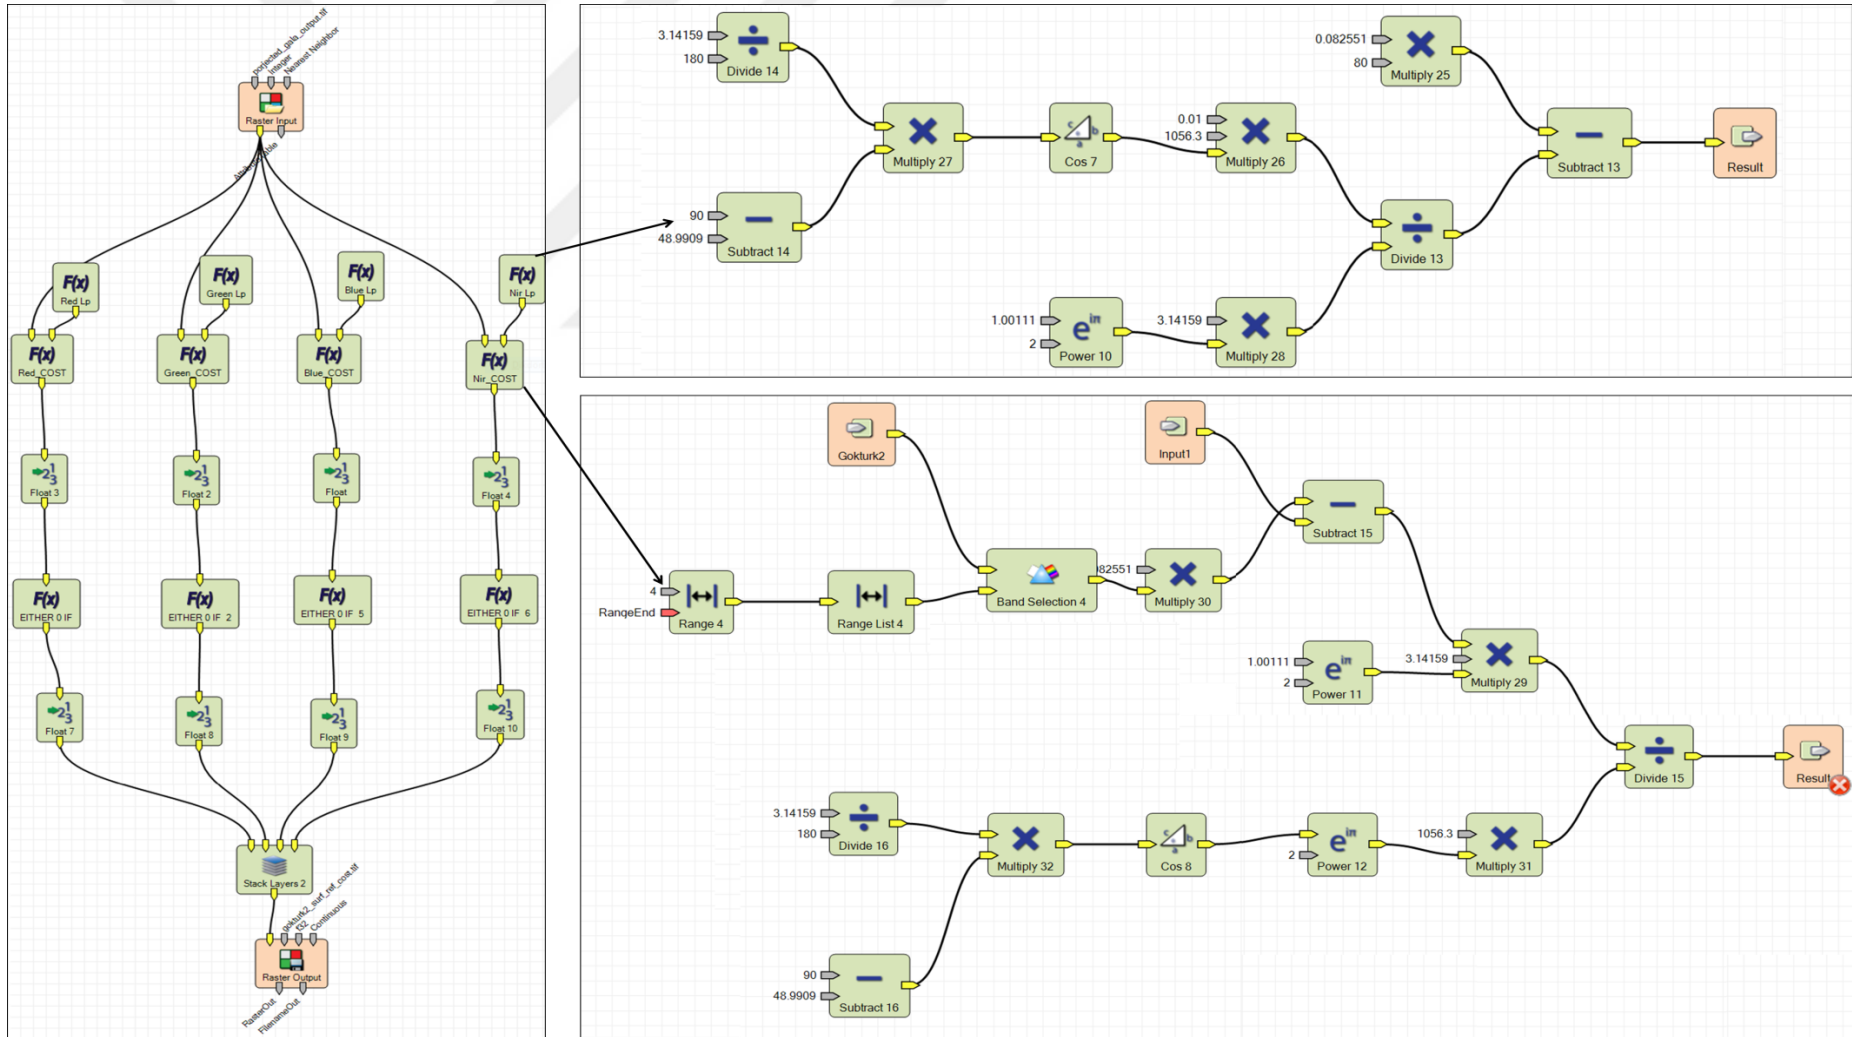 porjected_gala_output.tif
Integer
Nearest Neighbor
Raster Input
Red Lp
Green Lp
Blue Lp
Nir Lp
Red_COST
Green_COST
Blue_COST
Nir_COST
Float 3
Float 2
Float
Float 4
EITHER 0 IF
EITHER 0 IF 2
EITHER 0 IF 5
EITHER 0 IF 6
Float 7
Float 8
Float 9
Float 10
Stack Layers 2
gokturk2_surf_ref_cost.tif
f32
Continuous
Raster Output
RasterOut
FilenameOut
3.14159
180
Divide 14
0.082551
80
Multiply 25
90
48.9909
Subtract 14
Multiply 27
Cos 7
0.01
1056.3
Multiply 26
Subtract 13
Result
Divide 13
1.00111
2
Power 10
3.14159
Multiply 28
Gokturk2
Input1
Subtract 15
4
RangeEnd
Range 4
Range List 4
Band Selection 4
82551
Multiply 30
1.00111
2
Power 11
3.14159
Multiply 29
Divide 15
Result
3.14159
180
Divide 16
Multiply 32
Cos 8
2
Power 12
1056.3
Multiply 31
90
48.9909
Subtract 16